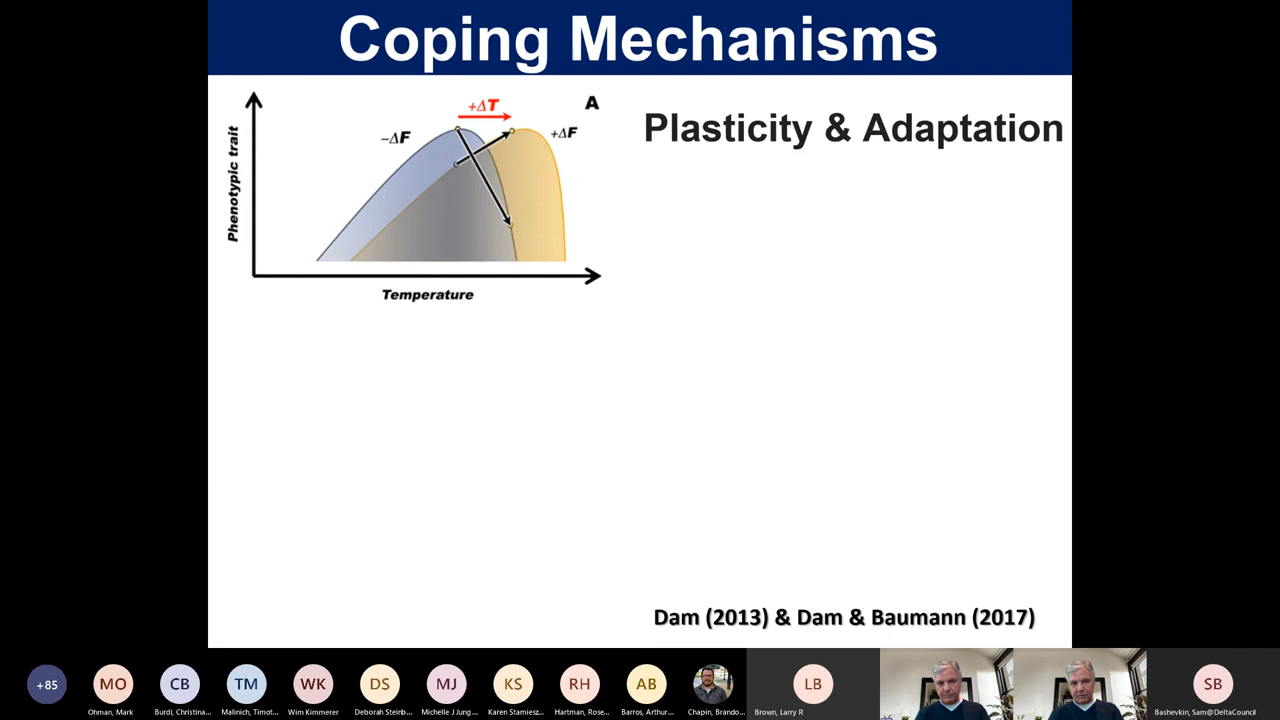 Coping Mechanisms
+ΔT
A
Plasticity & Adaptation
−ΔF
+ΔF
Phenotypic trait
Temperature
Dam (2013) & Dam & Baumann (2017)
+85
MO
CB
TM
WK
DS
MJ
KS
RH
AB
LB
SB
Ohman, Mark
Burdi, Christina...
Malinich, Timot...
Wim Kimmerer
Deborah Steinb...
Michelle J Jung...
Karen Stamiesz...
Hartman, Rose...
Barros, Arthur...
Chapin, Brando...
Brown, Larry R
Bashevkin, Sam@DeltaCouncil